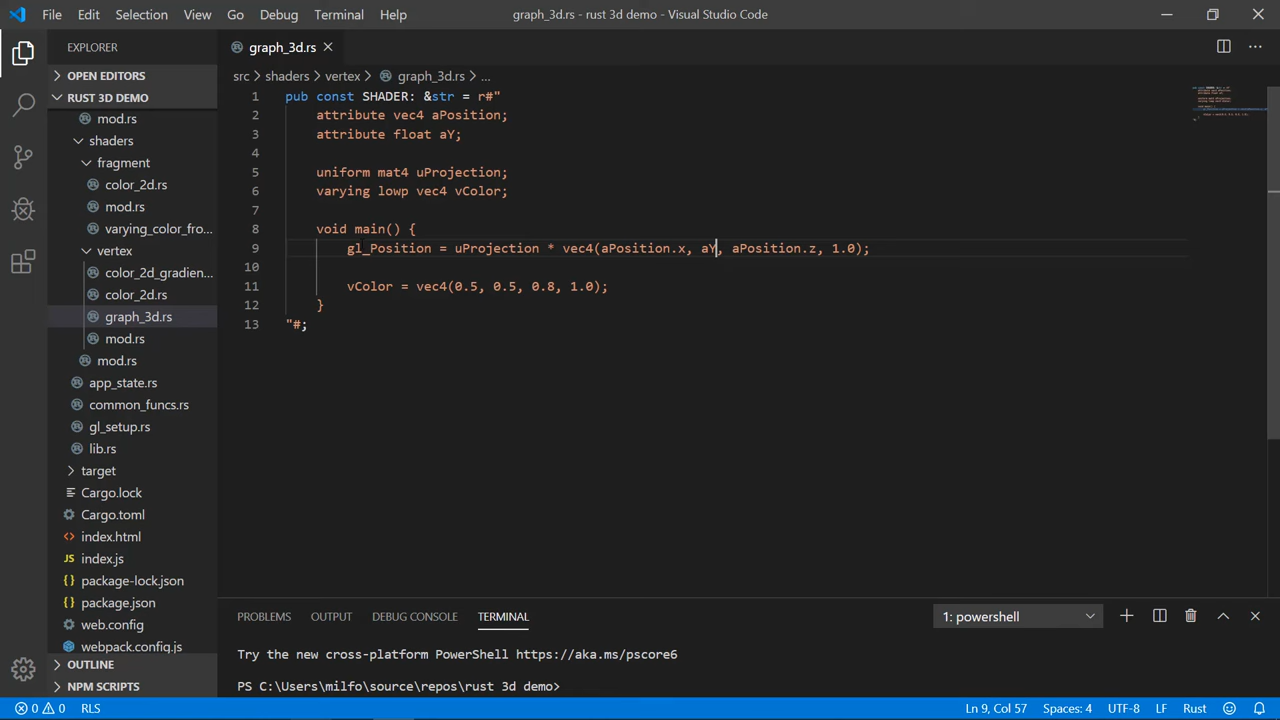 File Edit Selection View Go Debug Terminal Help
graph_3d.rs - rust 3d demo - Visual Studio Code
EXPLORER
OPEN EDITORS
RUST 3D DEMO
mod.rs
shaders
fragment
color_2d.rs
mod.rs
varying_color_fro...
vertex
color_2d_gradien...
color_2d.rs
graph_3d.rs
mod.rs
mod.rs
app_state.rs
common_funcs.rs
gl_setup.rs
lib.rs
target
Cargo.lock
Cargo.toml
index.html
JS index.js
{} package-lock.json
{} package.json
web.config
webpack.config.js
OUTLINE
NPM SCRIPTS
graph_3d.rs
src > shaders > vertex > graph_3d.rs > ...
1 pub const SHADER: &str = r#"
2 attribute vec4 aPosition;
3 attribute float aY;
4
5 uniform mat4 uProjection;
6 varying lowp vec4 vColor;
7
8 void main() {
9 gl_Position = uProjection * vec4(aPosition.x, aY, aPosition.z, 1.0);
10
11 vColor = vec4(0.5, 0.5, 0.8, 1.0);
12 }
13 "#;
PROBLEMS OUTPUT DEBUG CONSOLE TERMINAL 1: powershell
Try the new cross-platform PowerShell https://aka.ms/pscore6
PS C:\Users\milfo\source\repos\rust 3d demo>
0 0 RLS Ln 9, Col 57 Spaces: 4 UTF-8 LF Rust